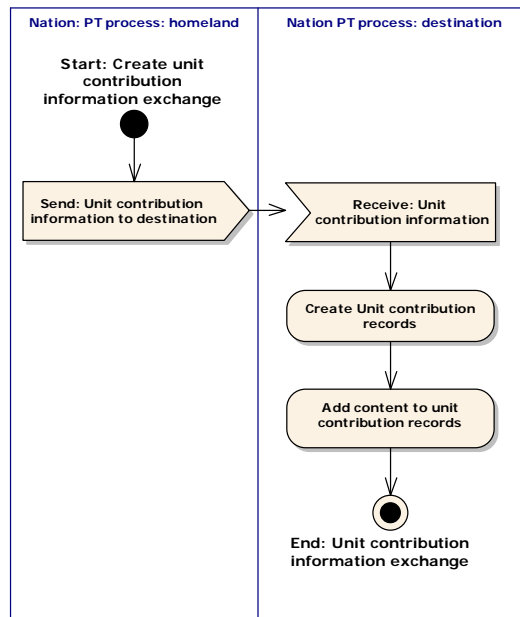 Nation: PT process: homeland
Nation PT process: destination
Start: Create unit
contribution
information exchange
Send: Unit contribution
information to destination
Receive: Unit
contribution information
Create Unit contribution
records
Add content to unit
contribution records
End: Unit contribution
information exchange